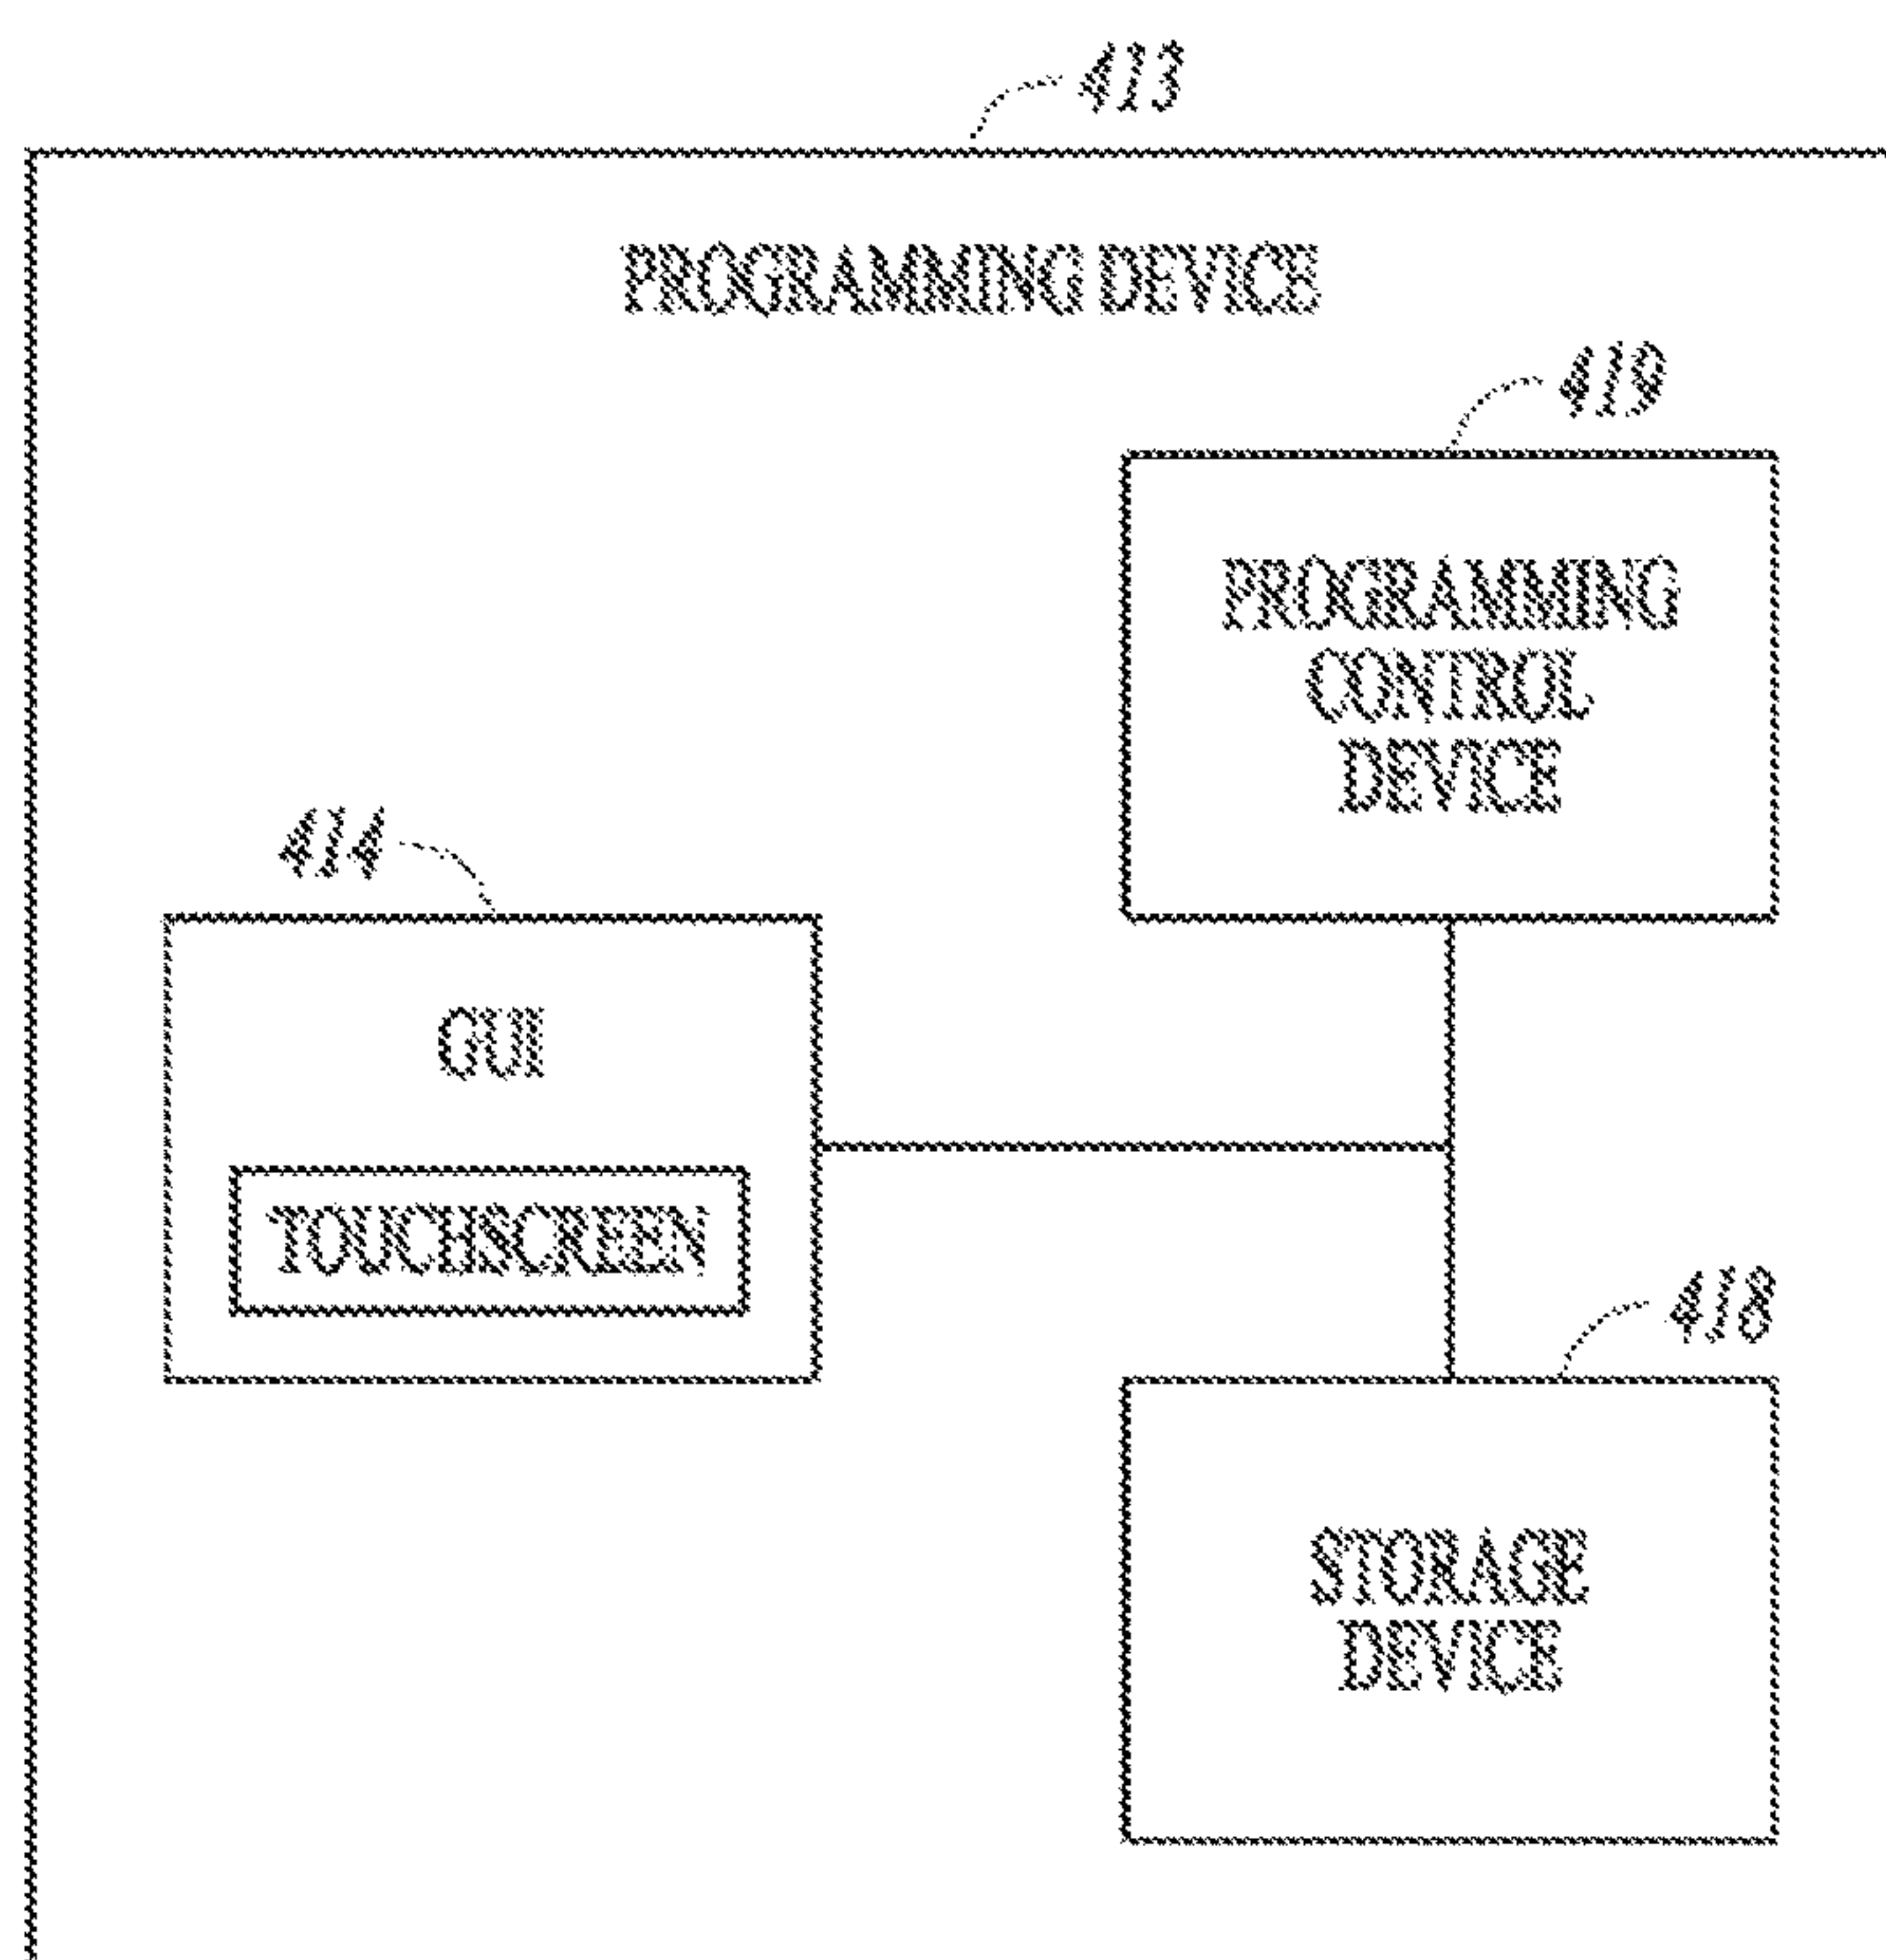 413
PROGRAMMING DEVICE
419
PROGRAMMING
CONTROL
DEVICE
414
GUI
TOUCHSCREEN
418
STORAGE
DEVICE